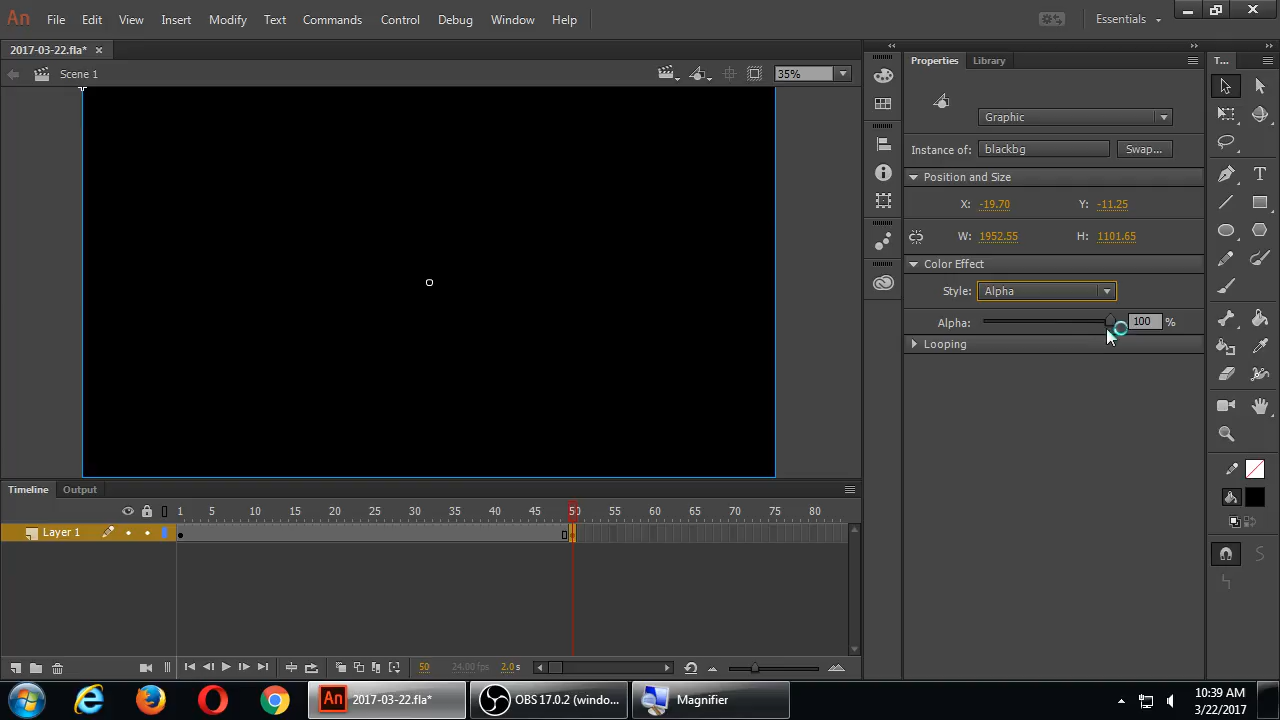 An File Edit View Insert Modify Text Commands Control Debug Window Help Essentials
2017-03-22.fla* ×
Scene 1 35%
Properties Library T...
Graphic
Instance of: blackbg Swap...
Position and Size
X: -19.70 Y: -11.25
W: 1952.55 H: 1101.65
Color Effect
Style: Alpha
Alpha: 100 %
Looping
Timeline Output
1 5 10 15 20 25 30 35 40 45 50 55 60 65 70 75 80
Layer 1
50 24.00 fps 2.0 s
An 2017-03-22.fla* OBS 17.0.2 (windo... Magnifier
10:39 AM
3/22/2017